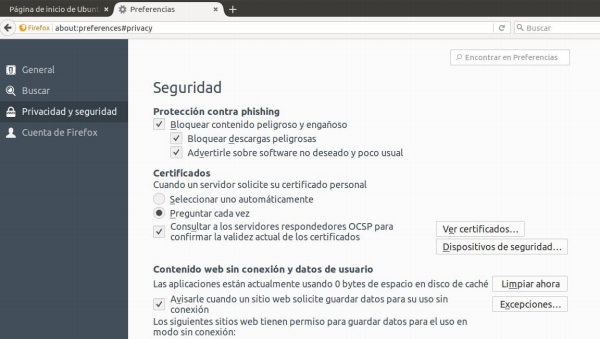 Página de inicio de Ubunt
Preferencias
Firefox
about:preferences#privacy
Buscar
Encontrar en Preferencias
General
Buscar
Privacidad y seguridad
Cuenta de Firefox
Seguridad
Protección contra phishing
Bloquear contenido peligroso y engañoso
Bloquear descargas peligrosas
Advertirle sobre software no deseado y poco usual
Certificados
Cuando un servidor solicite su certificado personal
Seleccionar uno automáticamente
Preguntar cada vez
Consultar a los servidores respondedores OCSP para
confirmar la validez actual de los certificados
Ver certificados...
Dispositivos de seguridad...
Contenido web sin conexión y datos de usuario
Las aplicaciones están actualmente usando 0 bytes de espacio en disco de caché
Limpiar ahora
Avisarle cuando un sitio web solicite guardar datos para su uso sin
conexión
Excepciones...
Los siguientes sitios web tienen permiso para guardar datos para el uso en
modo sin conexión: